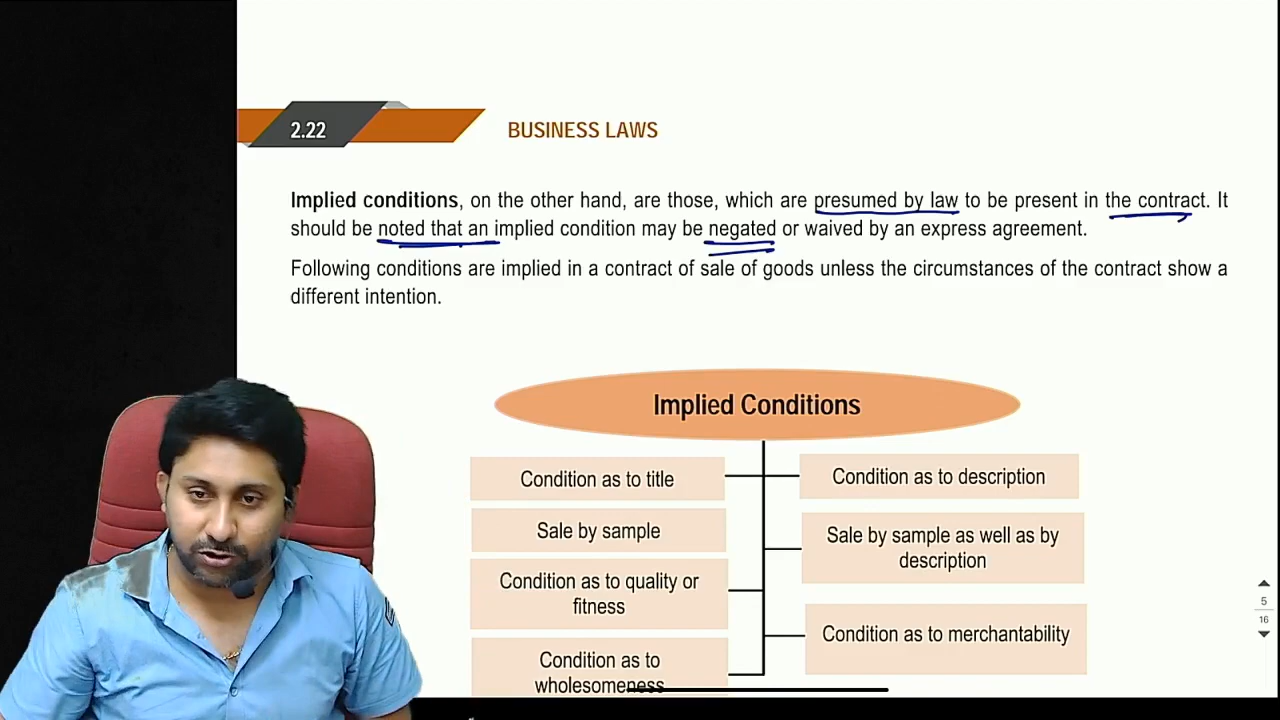 2.22
BUSINESS LAWS
Implied conditions, on the other hand, are those, which are presumed by law to be present in the contract. It
should be noted that an implied condition may be negated or waived by an express agreement.
Following conditions are implied in a contract of sale of goods unless the circumstances of the contract show a
different intention.
Implied Conditions
Condition as to title
Condition as to description
Sale by sample
Sale by sample as well as by
description
Condition as to quality or
fitness
Condition as to merchantability
Condition as to
wholesomeness
5
16